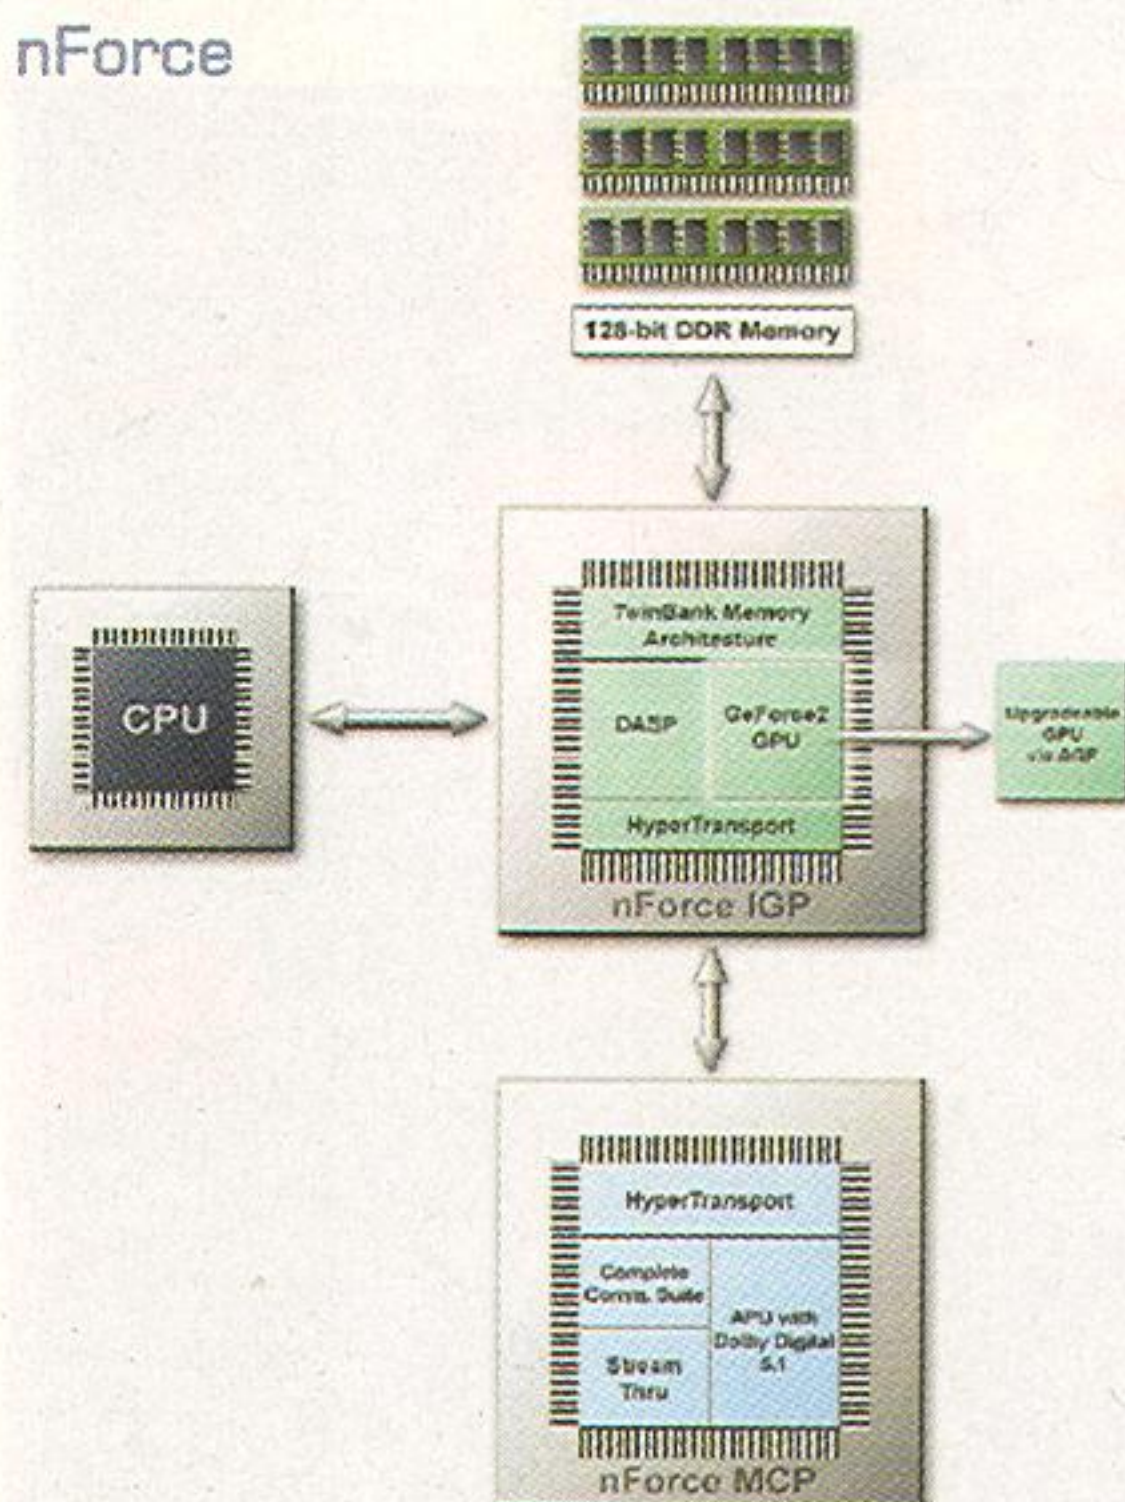 nForce
128-bit DDR Memory
TwinBank Memory
Architecture
CPU
DASP
GeForce2
GPU
Upgradeable
GPU
via AGP
HyperTransport
nForce IGP
HyperTransport
Complete
Comm. Suite
APU with
Dolby Digital
5.1
Stream
Thru
nForce MCP